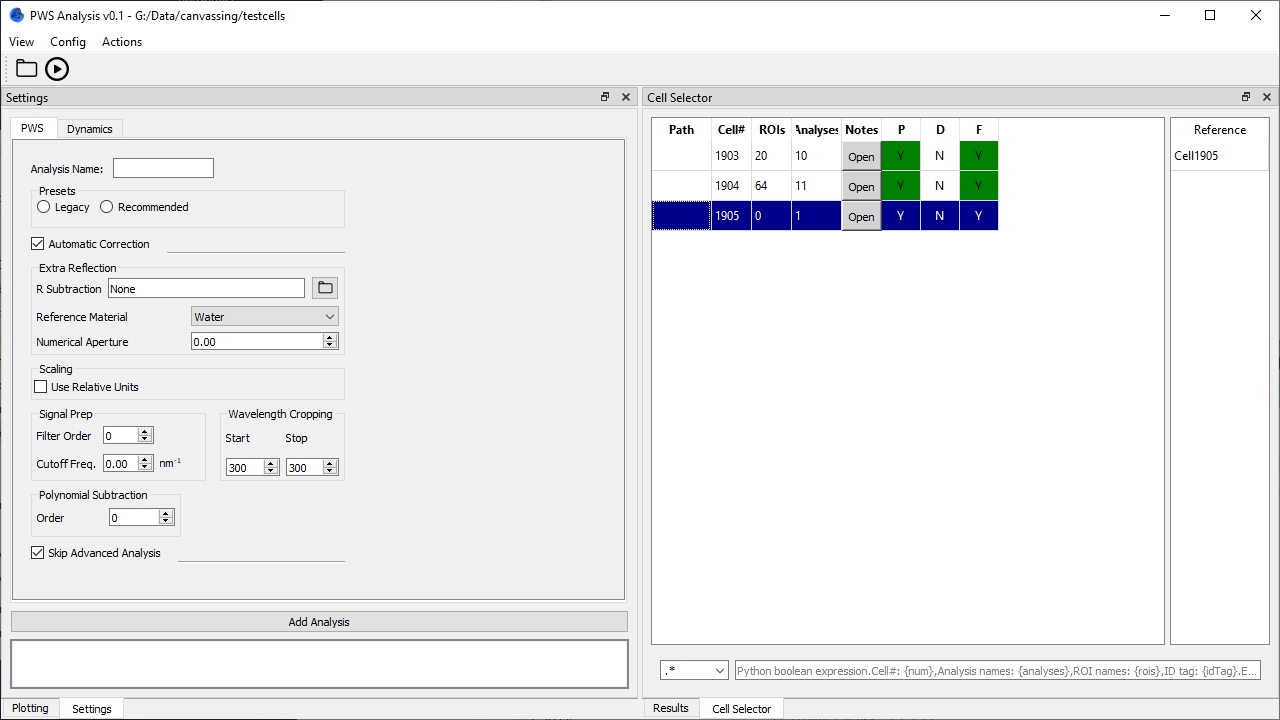 PWS Analysis v0.1 - G:/Data/canvassing/testcells
View Config Actions
Settings
PWS Dynamics
Analysis Name:
Presets
Legacy Recommended
Automatic Correction
Extra Reflection
R Subtraction None
Reference Material Water
Numerical Aperture 0.00
Scaling
Use Relative Units
Signal Prep
Filter Order 0
Cutoff Freq. 0.00 nm⁻¹
Wavelength Cropping
Start Stop
300 300
Polynomial Subtraction
Order 0
Skip Advanced Analysis
Add Analysis
Plotting Settings
Cell Selector
Path Cell# ROIs Analyses Notes P D F
1903 20 10 Open Y N Y
1904 64 11 Open Y N Y
1905 0 1 Open Y N Y
Reference
Cell1905
.* Python boolean expression.Cell#: {num},Analysis names: {analyses},ROI names: {rois},ID tag: {idTag}.E...
Results Cell Selector